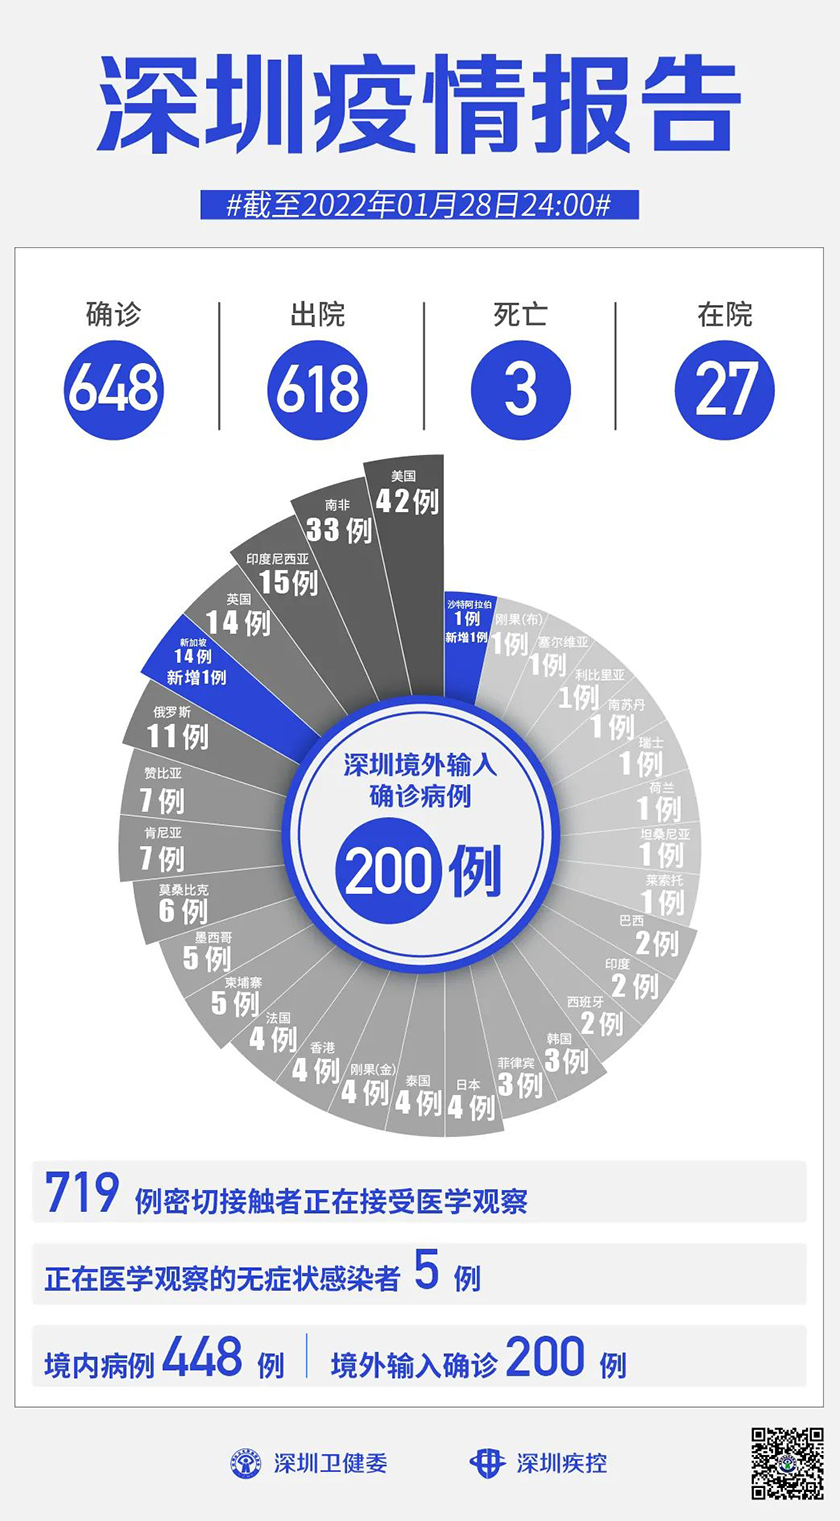 深圳疫情报告
#截至2022年01月28日24:00#
确诊
648
出院
618
死亡
3
在院
27
美国
42例
南非
33例
印度尼西亚
15例
英国
14例
新加坡
14例
新增1例
俄罗斯
11例
赞比亚
7例
肯尼亚
7例
莫桑比克
6例
墨西哥
5例
柬埔寨
5例
法国
4例
香港
4例
刚果(金)
4例
泰国
4例
日本
4例
菲律宾
3例
韩国
3例
西班牙
2例
印度
2例
巴西
2例
莱索托
1例
坦桑尼亚
1例
荷兰
1例
瑞士
1例
南苏丹
1例
利比里亚
1例
塞尔维亚
1例
刚果(布)
1例
沙特阿拉伯
1例
新增1例
深圳境外输入
确诊病例
200例
719 例密切接触者正在接受医学观察
正在医学观察的无症状感染者 5 例
境内病例 448 例
境外输入确诊 200 例
深圳卫健委
深圳疾控